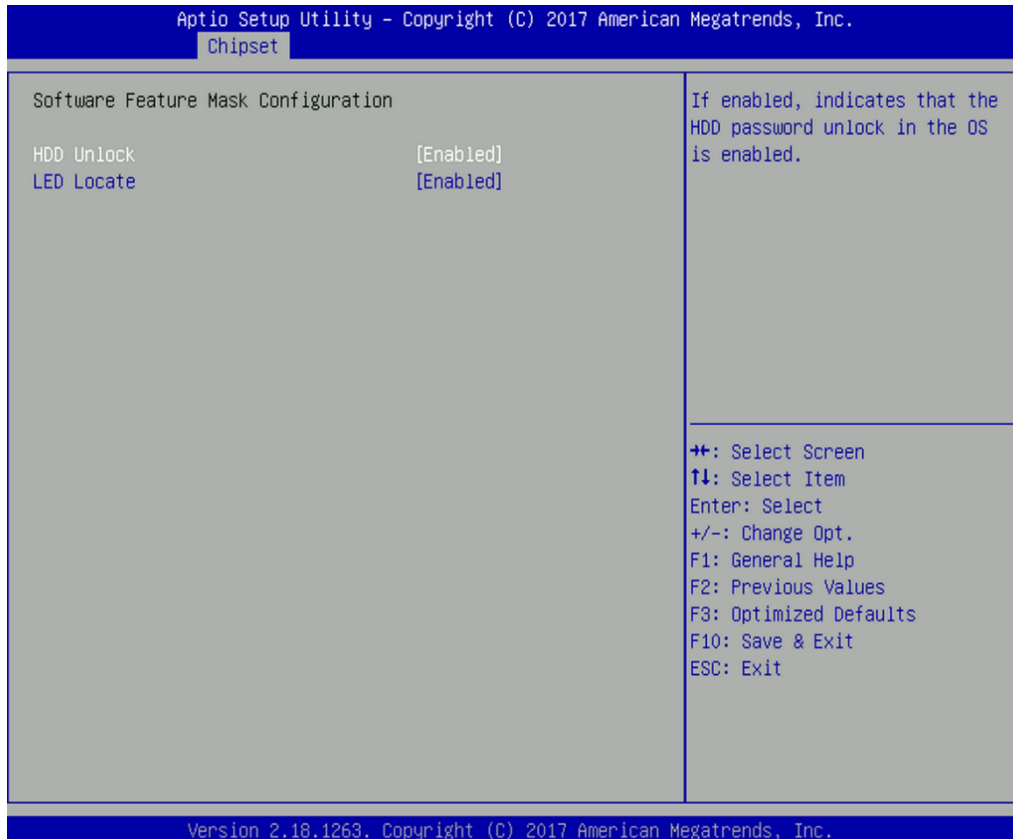 Aptio Setup Utility – Copyright (C) 2017 American Megatrends, Inc.
Chipset
Software Feature Mask Configuration
HDD Unlock [Enabled]
LED Locate [Enabled]
If enabled, indicates that the
HDD password unlock in the OS
is enabled.
→←: Select Screen
↑↓: Select Item
Enter: Select
+/-: Change Opt.
F1: General Help
F2: Previous Values
F3: Optimized Defaults
F10: Save & Exit
ESC: Exit
Version 2.18.1263. Copyright (C) 2017 American Megatrends, Inc.